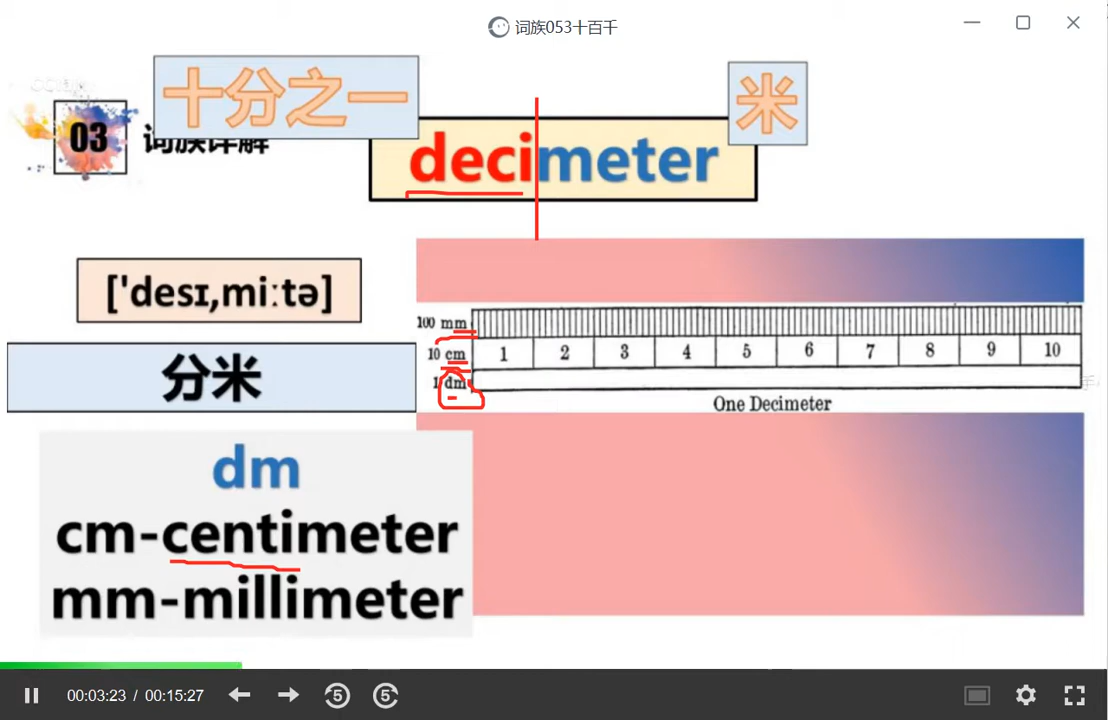 词族053十百千
十分之一
米
03
词族详解
decimeter
['desɪ,miːtə]
分米
100 mm
10 cm
1 2 3 4 5 6 7 8 9 10
1 dm
One Decimeter
dm
cm-centimeter
mm-millimeter
00:03:23 / 00:15:27
5
5